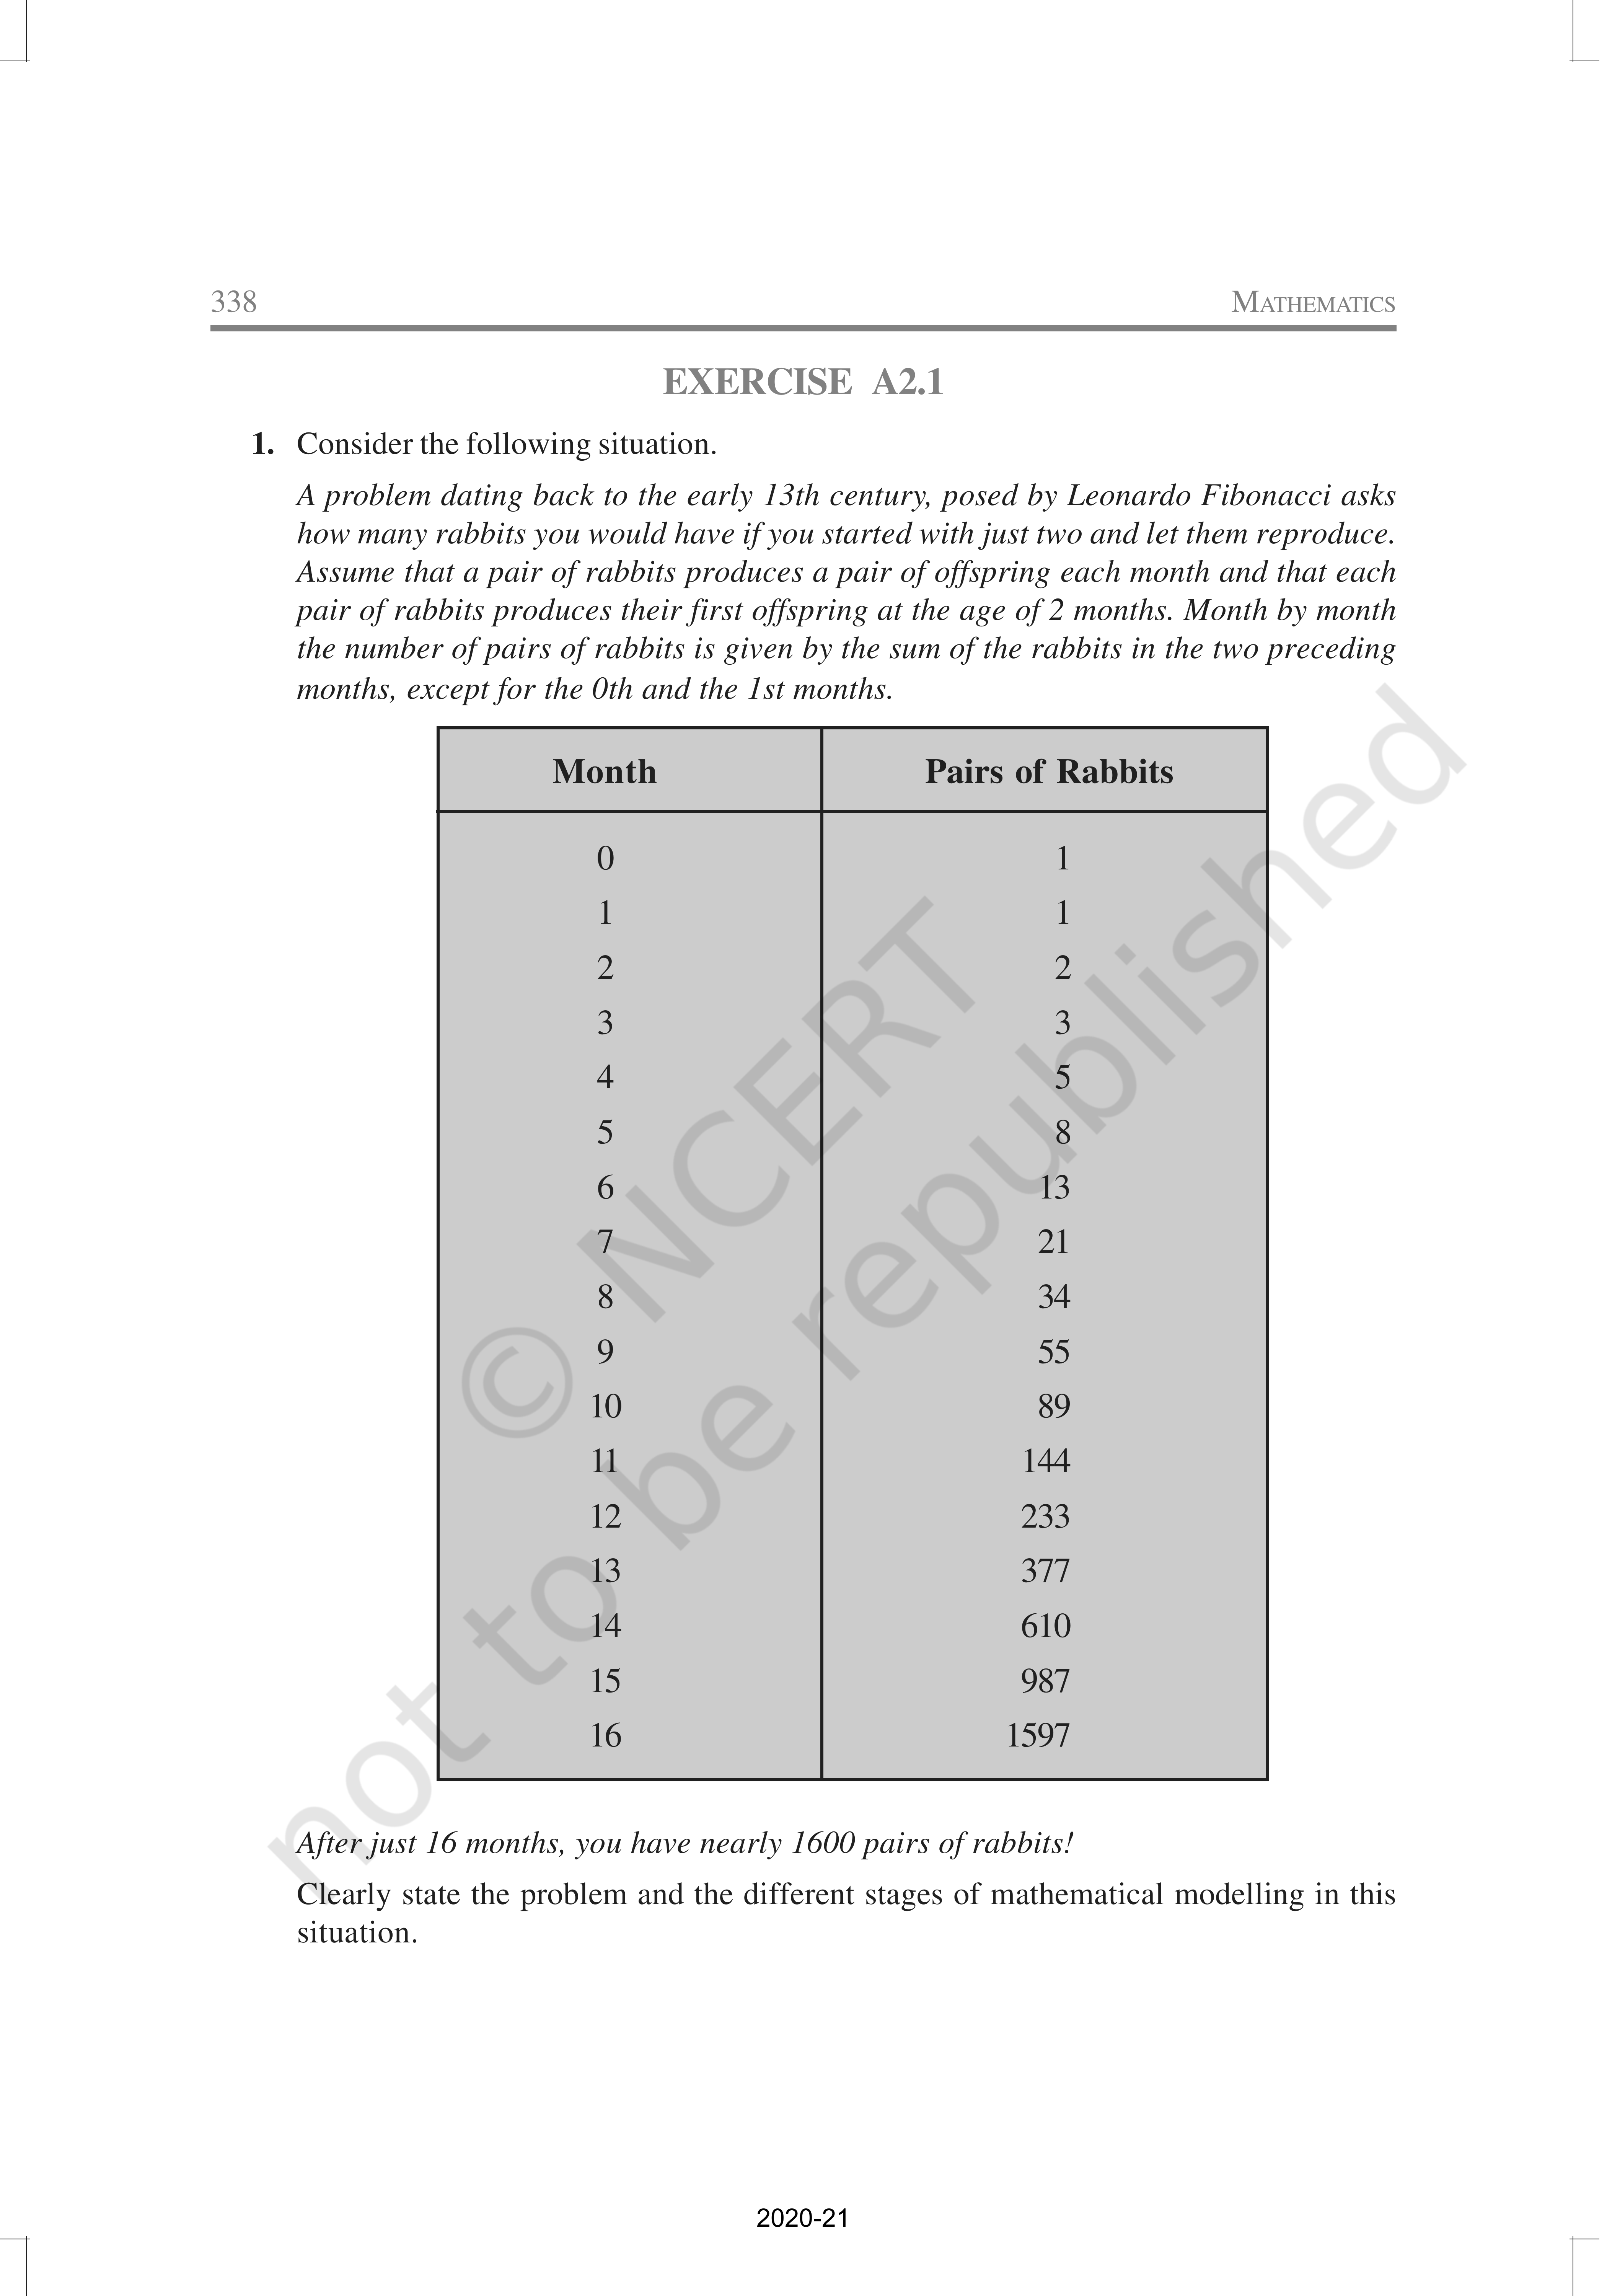 338 MATHEMATICS
EXERCISE A2.1
1. Consider the following situation.
A problem dating back to the early 13th century, posed by Leonardo Fibonacci asks
how many rabbits you would have if you started with just two and let them reproduce.
Assume that a pair of rabbits produces a pair of offspring each month and that each
pair of rabbits produces their first offspring at the age of 2 months. Month by month
the number of pairs of rabbits is given by the sum of the rabbits in the two preceding
months, except for the 0th and the 1st months.
Month Pairs of Rabbits
0 1
1 1
2 2
3 3
4 5
5 8
6 13
7 21
8 34
9 55
10 89
11 144
12 233
13 377
14 610
15 987
16 1597
After just 16 months, you have nearly 1600 pairs of rabbits!
Clearly state the problem and the different stages of mathematical modelling in this
situation.
© NCERT
not to be republished
2020-21